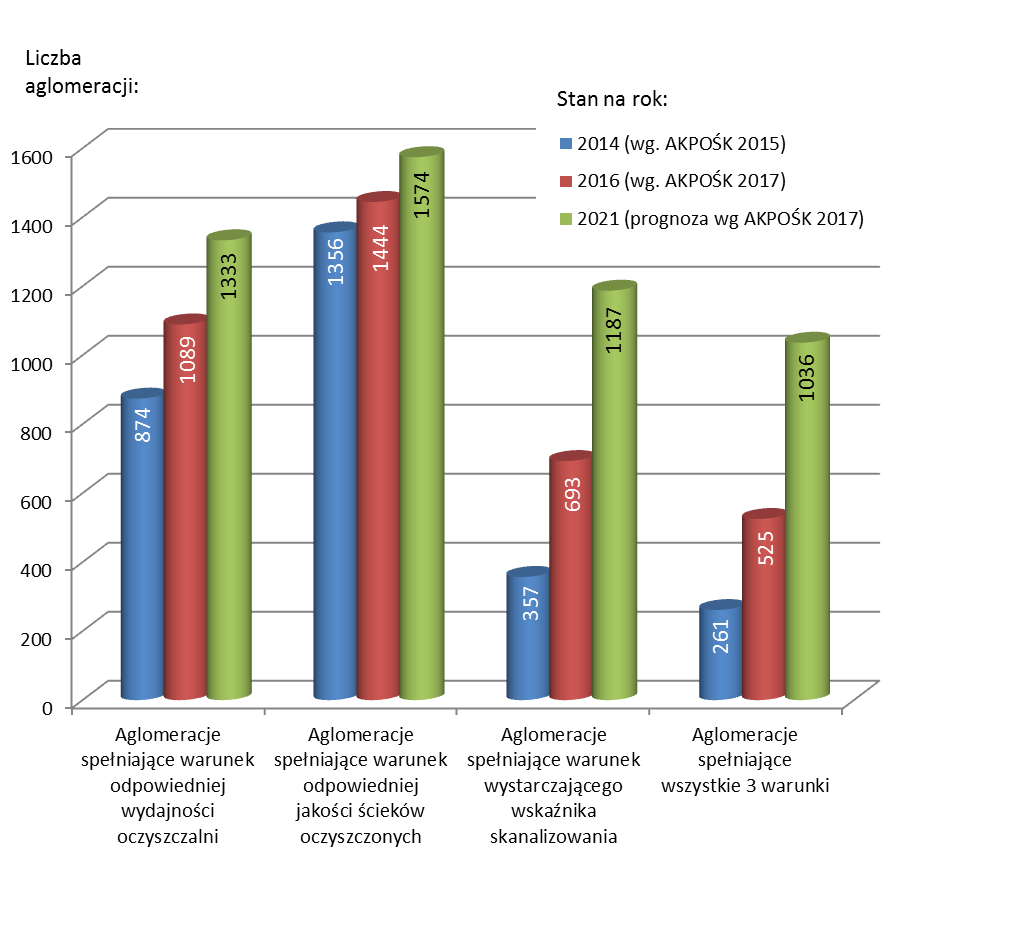 Liczba
aglomeracji:
Stan na rok:
2014 (wg. AKPOŚK 2015)
2016 (wg. AKPOŚK 2017)
2021 (prognoza wg AKPOŚK 2017)
1600
1400
1200
1000
800
600
400
200
0
874
1089
1333
1356
1444
1574
357
693
1187
261
525
1036
Aglomeracje
spełniające warunek
odpowiedniej
wydajności
oczyszczalni
Aglomeracje
spełniające warunek
odpowiedniej
jakości ścieków
oczyszczonych
Aglomeracje
spełniające warunek
wystarczającego
wskaźnika
skanalizowania
Aglomeracje
spełniające
wszystkie 3 warunki